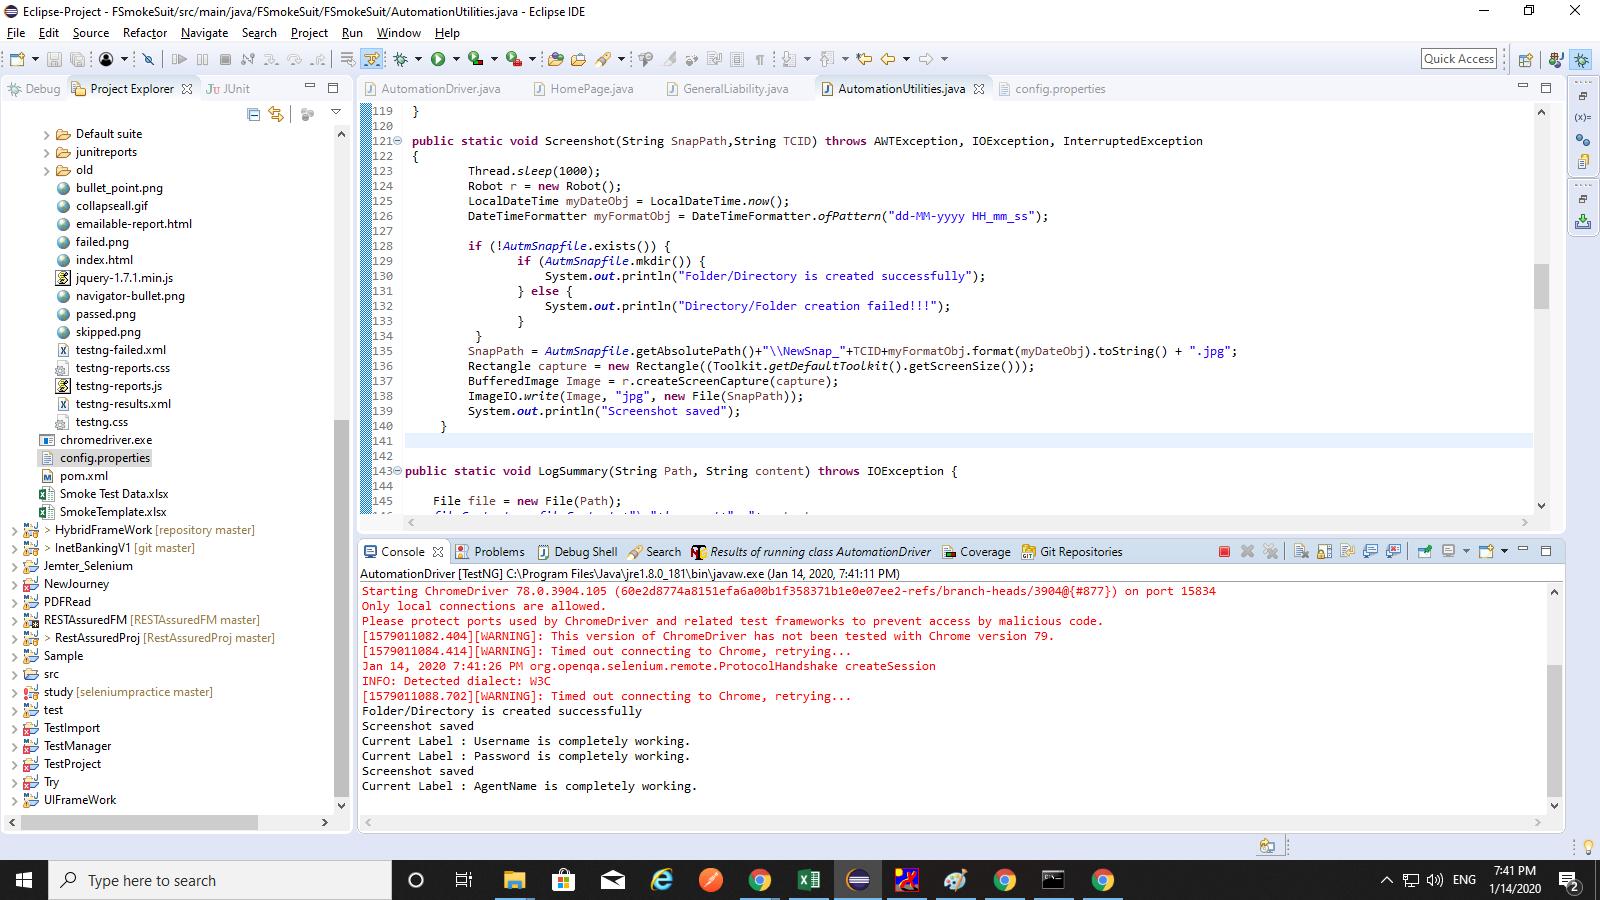 Eclipse-Project - FSmokeSuit/src/main/java/FSmokeSuit/FSmokeSuit/AutomationUtilities.java - Eclipse IDE
File Edit Source Refactor Navigate Search Project Run Window Help
Quick Access
Debug Project Explorer JUnit
AutomationDriver.java HomePage.java GeneralLiability.java AutomationUtilities.java config.properties
Default suite
junitreports
old
bullet_point.png
collapseall.gif
emailable-report.html
failed.png
index.html
jquery-1.7.1.min.js
navigator-bullet.png
passed.png
skipped.png
testng-failed.xml
testng-reports.css
testng-reports.js
testng-results.xml
testng.css
chromedriver.exe
config.properties
pom.xml
Smoke Test Data.xlsx
SmokeTemplate.xlsx
> HybridFrameWork [repository master]
> InetBankingV1 [git master]
Jemter_Selenium
NewJourney
PDFRead
RESTAssuredFM [RESTAssuredFM master]
> RestAssuredProj [RestAssuredProj master]
Sample
src
study [seleniumpractice master]
test
TestImport
TestManager
TestProject
Try
UIFrameWork
119 }
120
121 public static void Screenshot(String SnapPath,String TCID) throws AWTException, IOException, InterruptedException
122 {
123 Thread.sleep(1000);
124 Robot r = new Robot();
125 LocalDateTime myDateObj = LocalDateTime.now();
126 DateTimeFormatter myFormatObj = DateTimeFormatter.ofPattern("dd-MM-yyyy HH_mm_ss");
127
128 if (!AutmSnapfile.exists()) {
129 if (AutmSnapfile.mkdir()) {
130 System.out.println("Folder/Directory is created successfully");
131 } else {
132 System.out.println("Directory/Folder creation failed!!!");
133 }
134 }
135 SnapPath = AutmSnapfile.getAbsolutePath()+"\\NewSnap_"+TCID+myFormatObj.format(myDateObj).toString() + ".jpg";
136 Rectangle capture = new Rectangle((Toolkit.getDefaultToolkit().getScreenSize()));
137 BufferedImage Image = r.createScreenCapture(capture);
138 ImageIO.write(Image, "jpg", new File(SnapPath));
139 System.out.println("Screenshot saved");
140 }
141
142
143 public static void LogSummary(String Path, String content) throws IOException {
144
145 File file = new File(Path);
Console Problems Debug Shell Search Results of running class AutomationDriver Coverage Git Repositories
AutomationDriver [TestNG] C:\Program Files\Java\jre1.8.0_181\bin\javaw.exe (Jan 14, 2020, 7:41:11 PM)
Starting ChromeDriver 78.0.3904.105 (60e2d8774a8151efa6a00b1f358371b1e0e07ee2-refs/branch-heads/3904@{#877}) on port 15834
Only local connections are allowed.
Please protect ports used by ChromeDriver and related test frameworks to prevent access by malicious code.
[1579011082.404][WARNING]: This version of ChromeDriver has not been tested with Chrome version 79.
[1579011084.414][WARNING]: Timed out connecting to Chrome, retrying...
Jan 14, 2020 7:41:26 PM org.openqa.selenium.remote.ProtocolHandshake createSession
INFO: Detected dialect: W3C
[1579011088.702][WARNING]: Timed out connecting to Chrome, retrying...
Folder/Directory is created successfully
Screenshot saved
Current Label : Username is completely working.
Current Label : Password is completely working.
Screenshot saved
Current Label : AgentName is completely working.
Type here to search
ENG
7:41 PM
1/14/2020
2